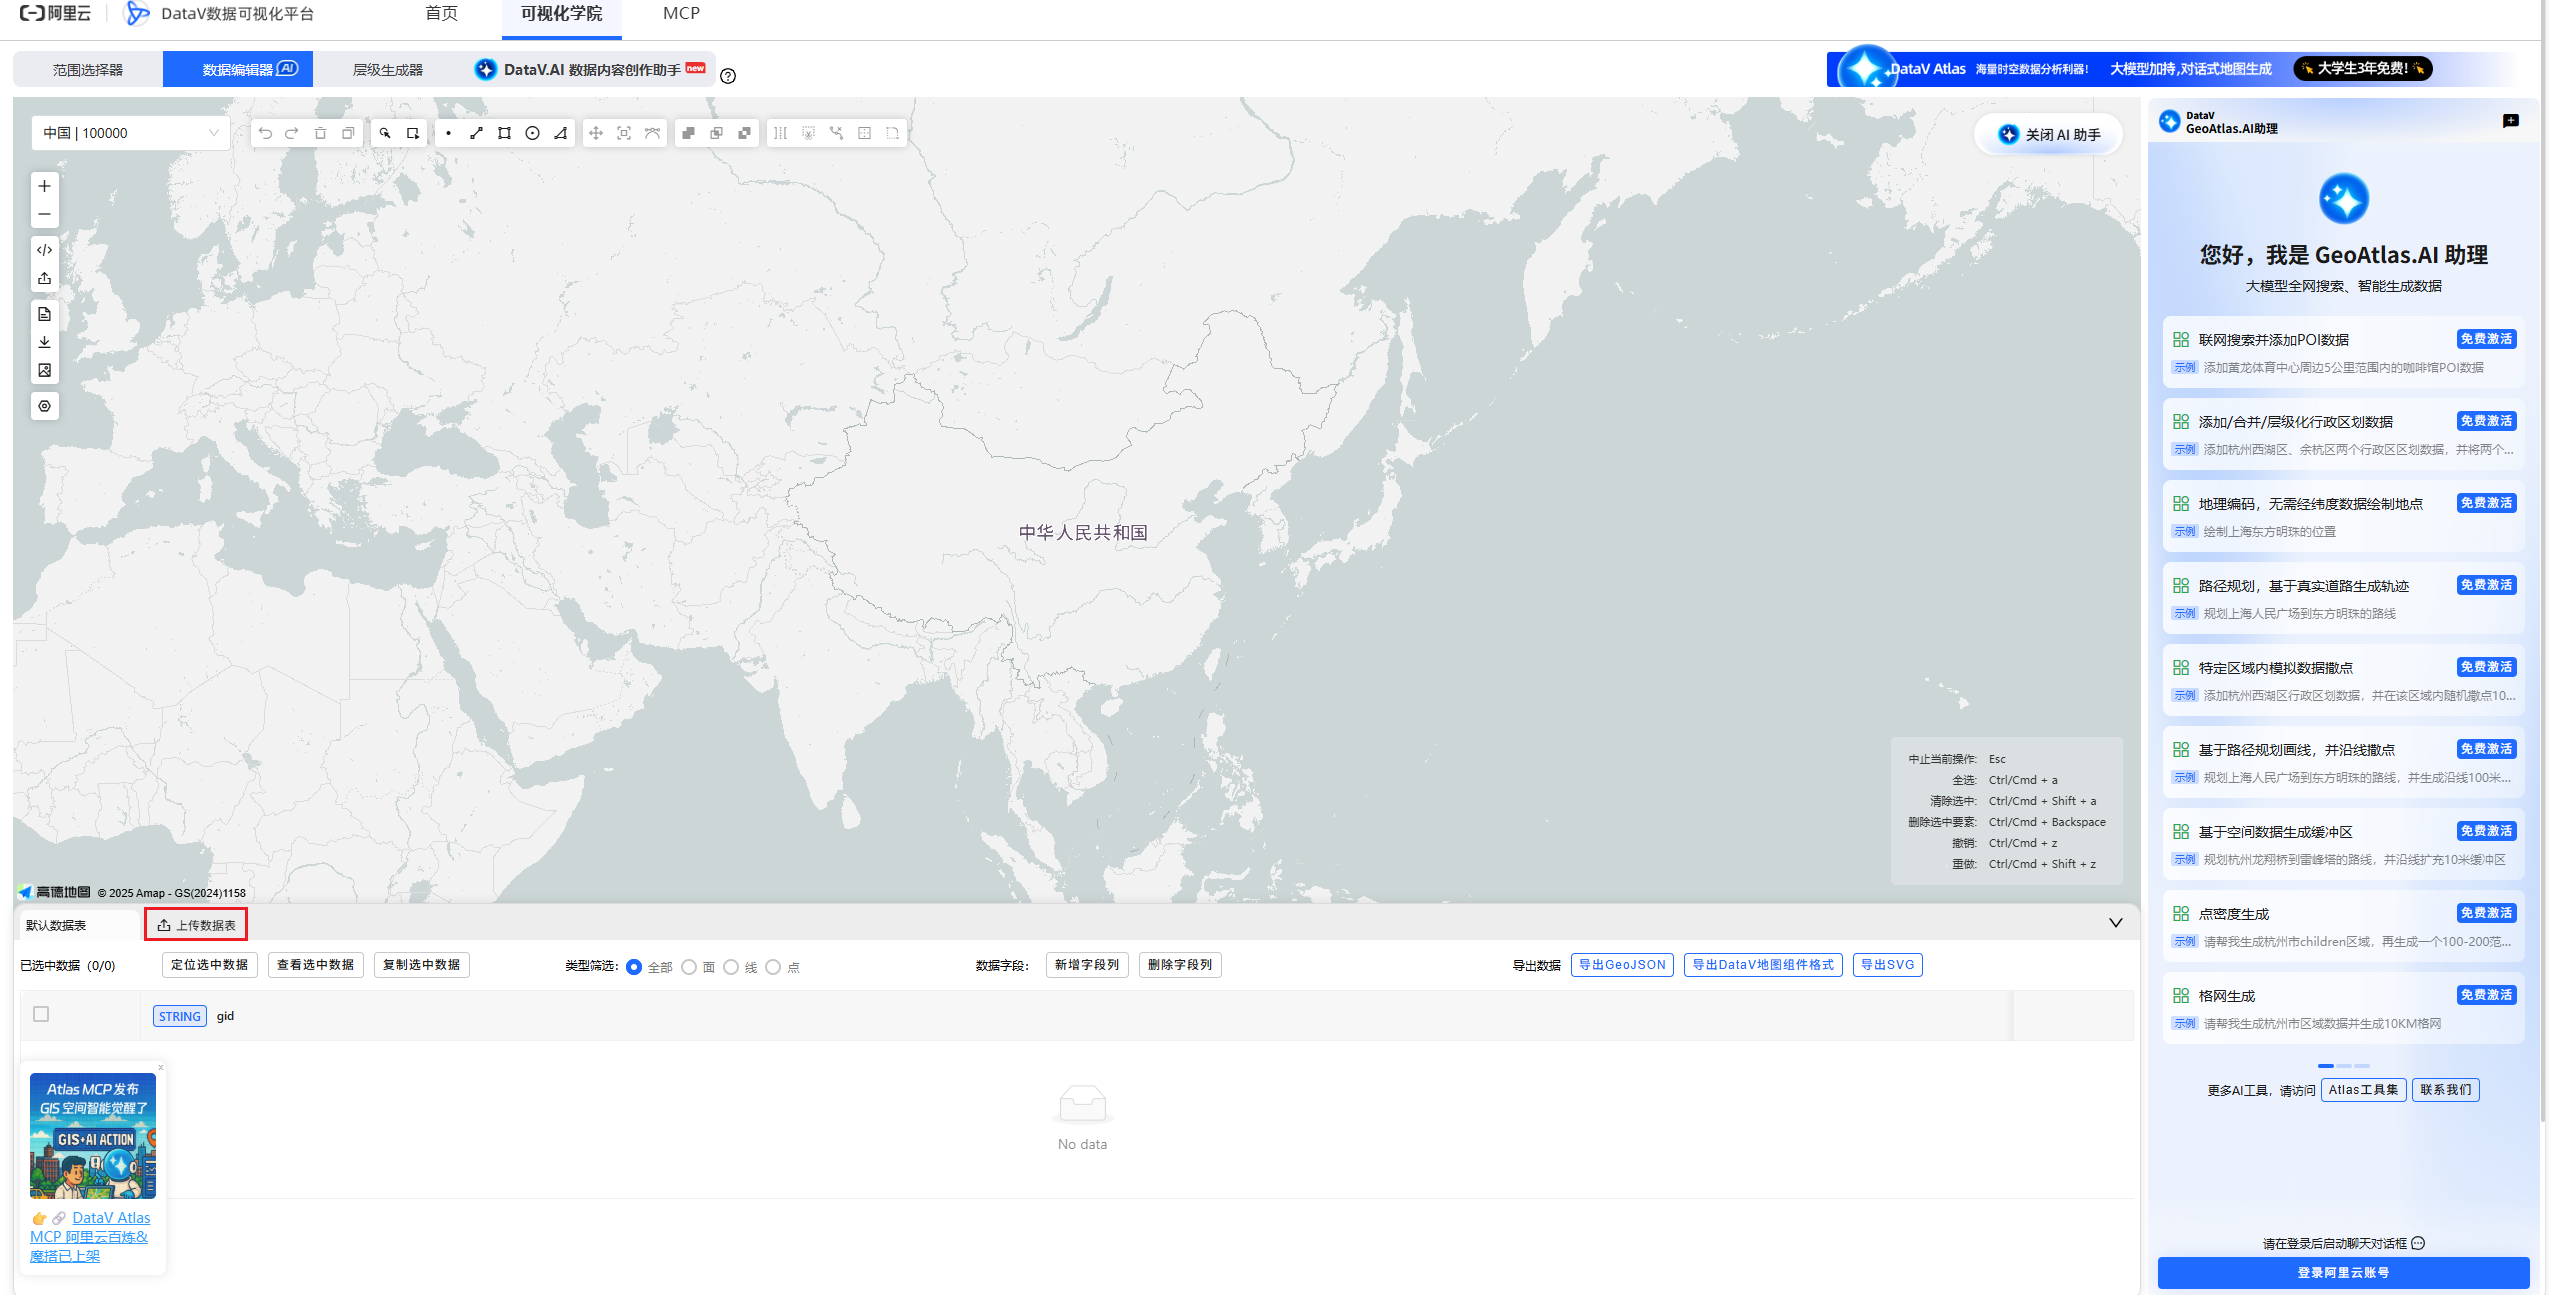 阿里云
DataV数据可视化平台
首页
可视化学院
MCP
范围选择器
数据编辑器 AI
层级生成器
DataV.AI 数据内容创作助手 new
DataV Atlas 海量时空数据分析利器! 大模型加持,对话式地图生成 大学生3年免费!
中国 | 100000
关闭 AI 助手
中华人民共和国
中止当前操作: Esc
全选: Ctrl/Cmd + a
清除选中: Ctrl/Cmd + Shift + a
删除选中要素: Ctrl/Cmd + Backspace
撤销: Ctrl/Cmd + z
重做: Ctrl/Cmd + Shift + z
高德地图 © 2025 Amap - GS(2024)1158
默认数据表
上传数据表
已选中数据 (0/0)
定位选中数据
查看选中数据
复制选中数据
类型筛选: 全部 面 线 点
数据字段:
新增字段列
删除字段列
导出数据
导出GeoJSON
导出DataV地图组件格式
导出SVG
STRING gid
No data
x
Atlas MCP 发布
GIS 空间智能觉醒了
GIS+AI ACTION
DataV Atlas
MCP 阿里云百炼&
魔搭已上架
DataV
GeoAtlas.AI助理
您好，我是 GeoAtlas.AI 助理
大模型全网搜索、智能生成数据
联网搜索并添加POI数据 免费激活
示例 添加黄龙体育中心周边5公里范围内的咖啡馆POI数据
添加/合并/层级化行政区划数据 免费激活
示例 添加杭州西湖区、余杭区两个行政区区划数据，并将两个...
地理编码，无需经纬度数据绘制地点 免费激活
示例 绘制上海东方明珠的位置
路径规划，基于真实道路生成轨迹 免费激活
示例 规划上海人民广场到东方明珠的路线
特定区域内模拟数据撒点 免费激活
示例 添加杭州西湖区行政区划数据，并在该区域内随机撒点10...
基于路径规划画线，并沿线撒点 免费激活
示例 规划上海人民广场到东方明珠的路线，并生成沿线100米...
基于空间数据生成缓冲区 免费激活
示例 规划杭州龙翔桥到雷峰塔的路线，并沿线扩充10米缓冲区
点密度生成 免费激活
示例 请帮我生成杭州市children区域，再生成一个100-200范...
格网生成 免费激活
示例 请帮我生成杭州市区域数据并生成10KM格网
更多AI工具，请访问 Atlas工具集 联系我们
请在登录后启动聊天对话框
登录阿里云账号